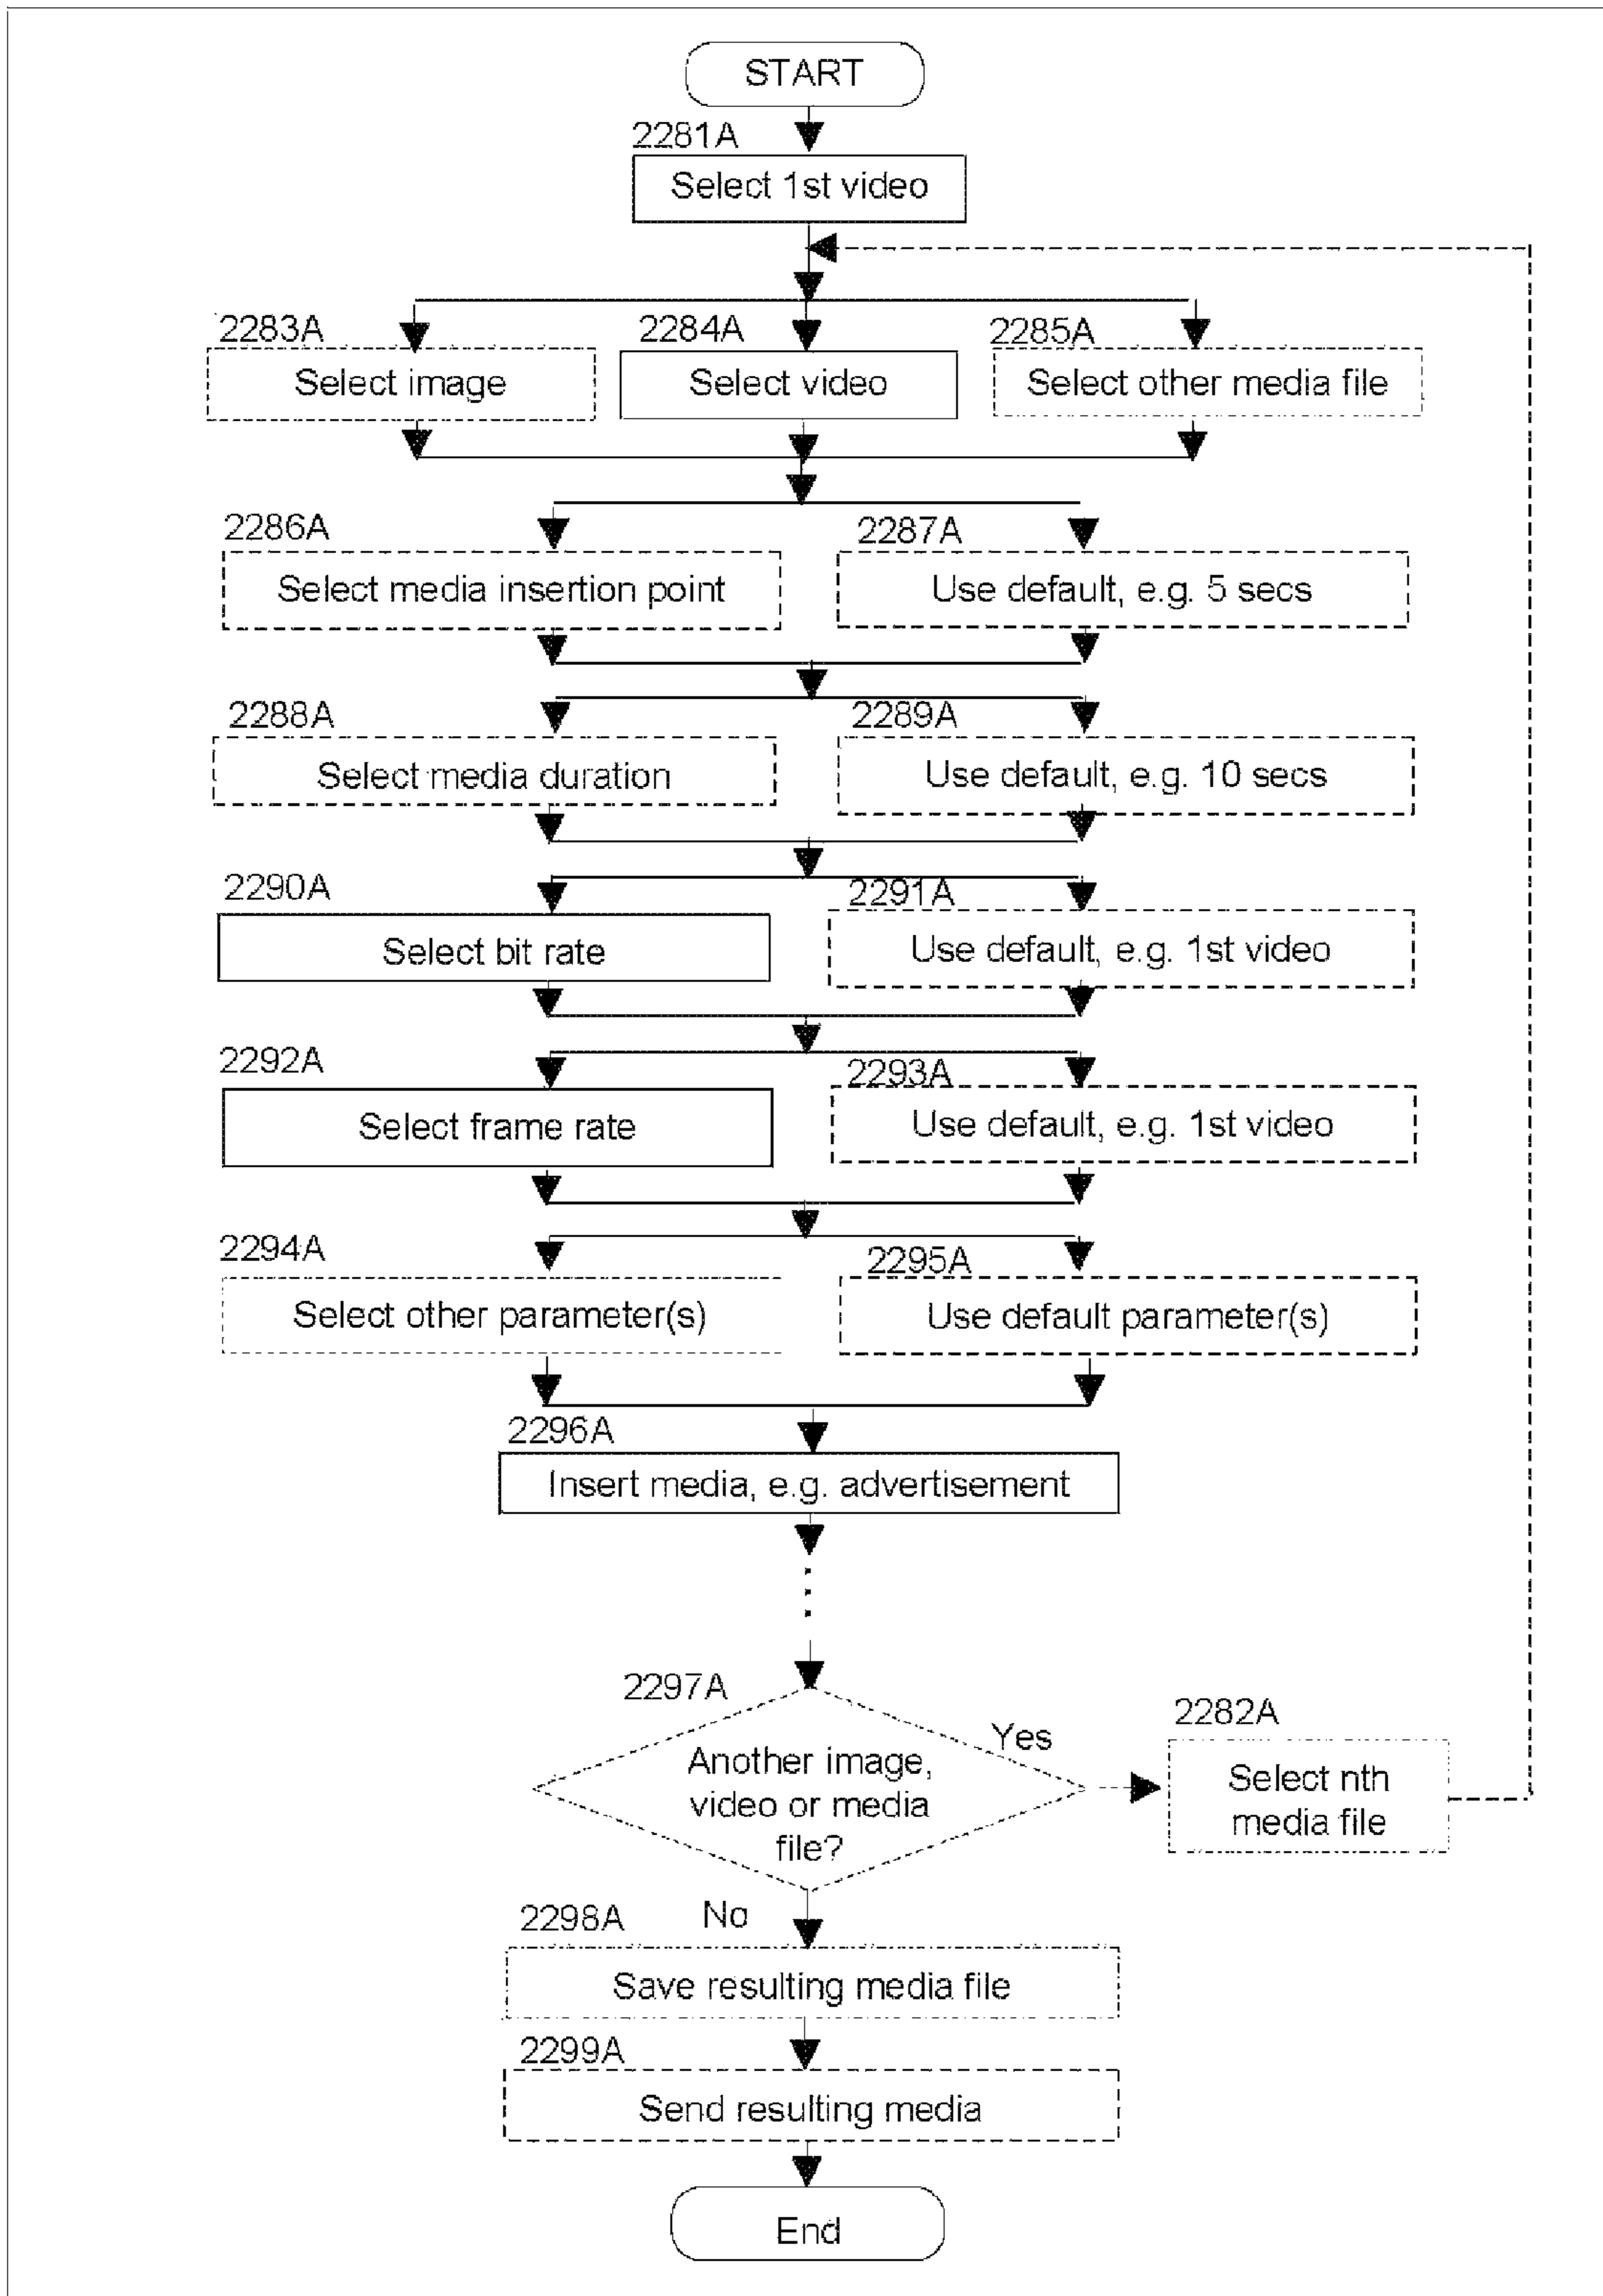 START
2281A
Select 1st video
2283A
2284A
2285A
Select image
Select video
Select other media file
2286A
2287A
Select media insertion point
Use default, e.g. 5 secs
2288A
2289A
Select media duration
Use default, e.g. 10 secs
2290A
2291A
Select bit rate
Use default, e.g. 1st video
2292A
2293A
Select frame rate
Use default, e.g. 1st video
2294A
2295A
Select other parameter(s)
Use default parameter(s)
2296A
Insert media, e.g. advertisement
2297A
Another image,
video or media
file?
Yes
2282A
Select nth
media file
No
2298A
Save resulting media file
2299A
Send resulting media
End